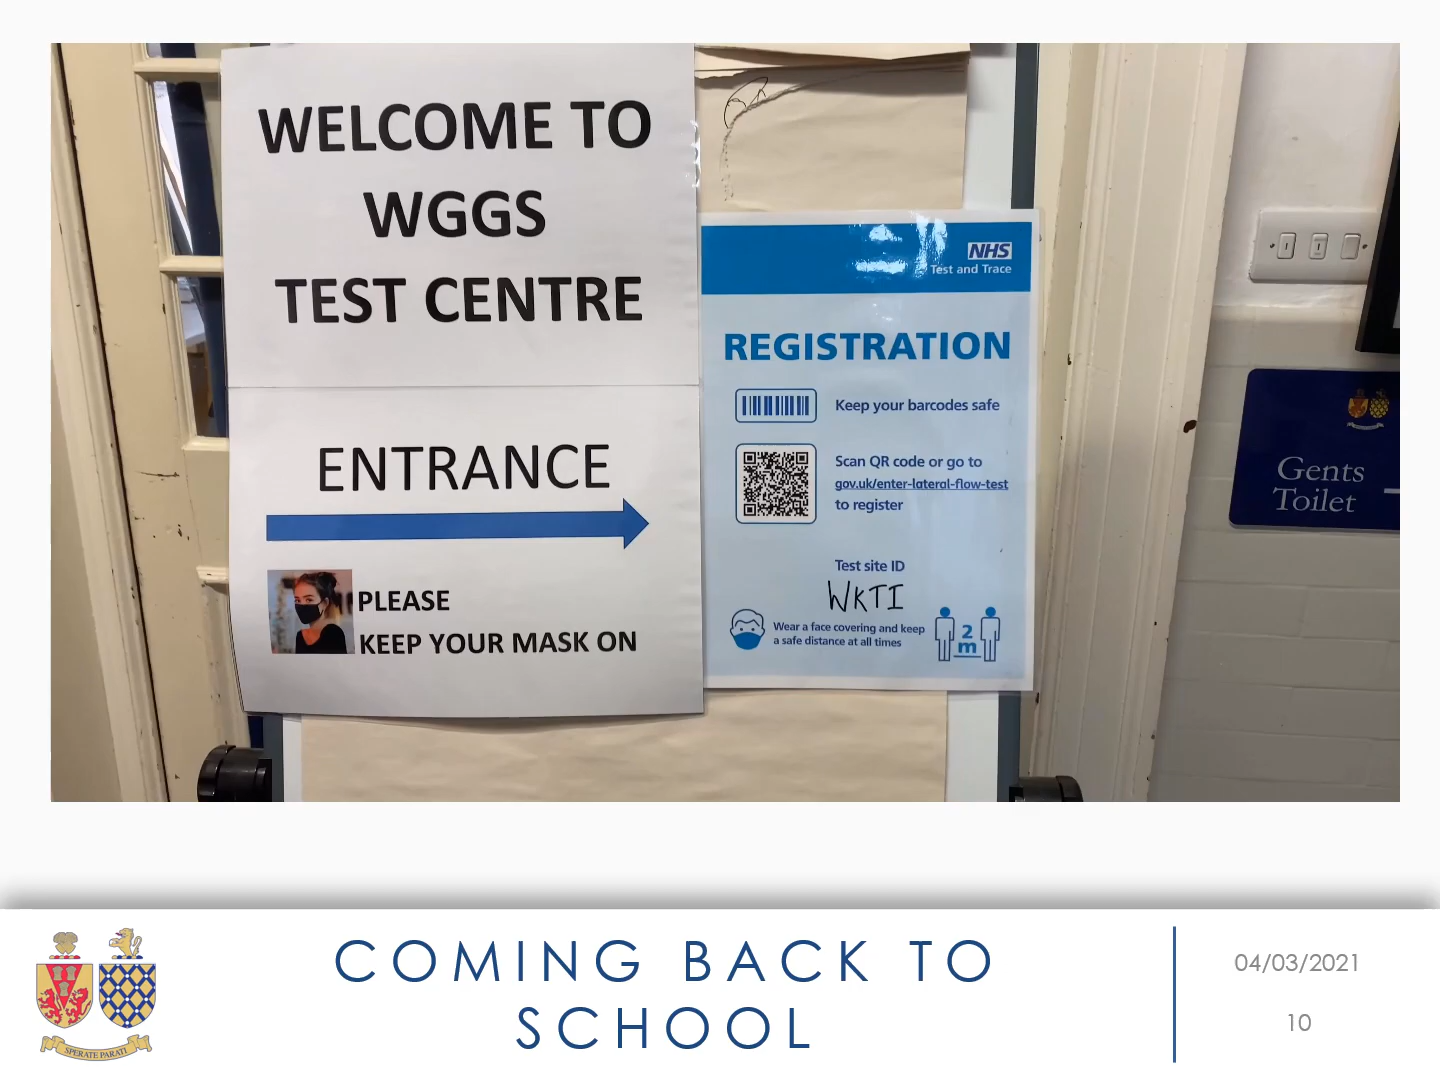 WELCOME TO
WGGS
TEST CENTRE
ENTRANCE
PLEASE
KEEP YOUR MASK ON
NHS
Test and Trace
REGISTRATION
Keep your barcodes safe
Scan QR code or go to
gov.uk/enter-lateral-flow-test
to register
Test site ID
WKTI
Wear a face covering and keep
a safe distance at all times
2
m
Gents
Toilet
SPERATE PARATI
COMING BACK TO
SCHOOL
04/03/2021
10